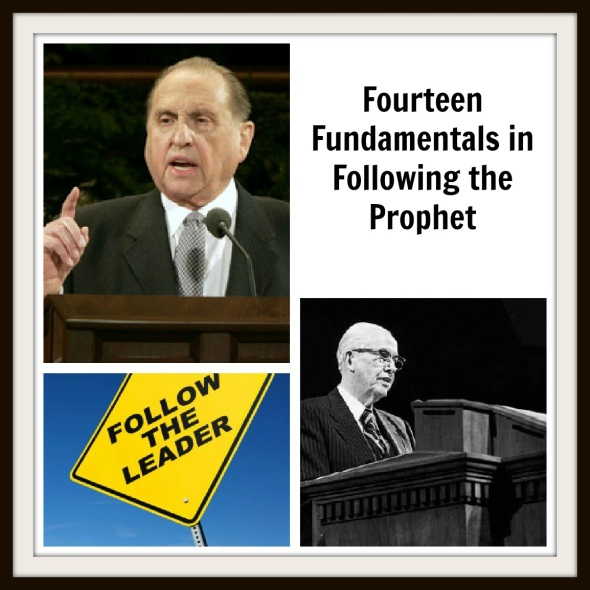 Fourteen
Fundamentals in
Following the
Prophet
FOLLOW
THE
LEADER